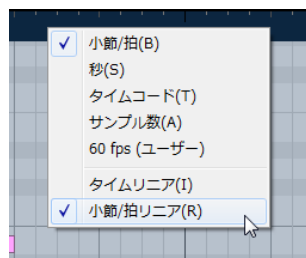 小節/拍(B)
秒(S)
タイムコード(T)
サンプル数(A)
60 fps (ユーザー)
タイムリニア(I)
小節/拍リニア(R)